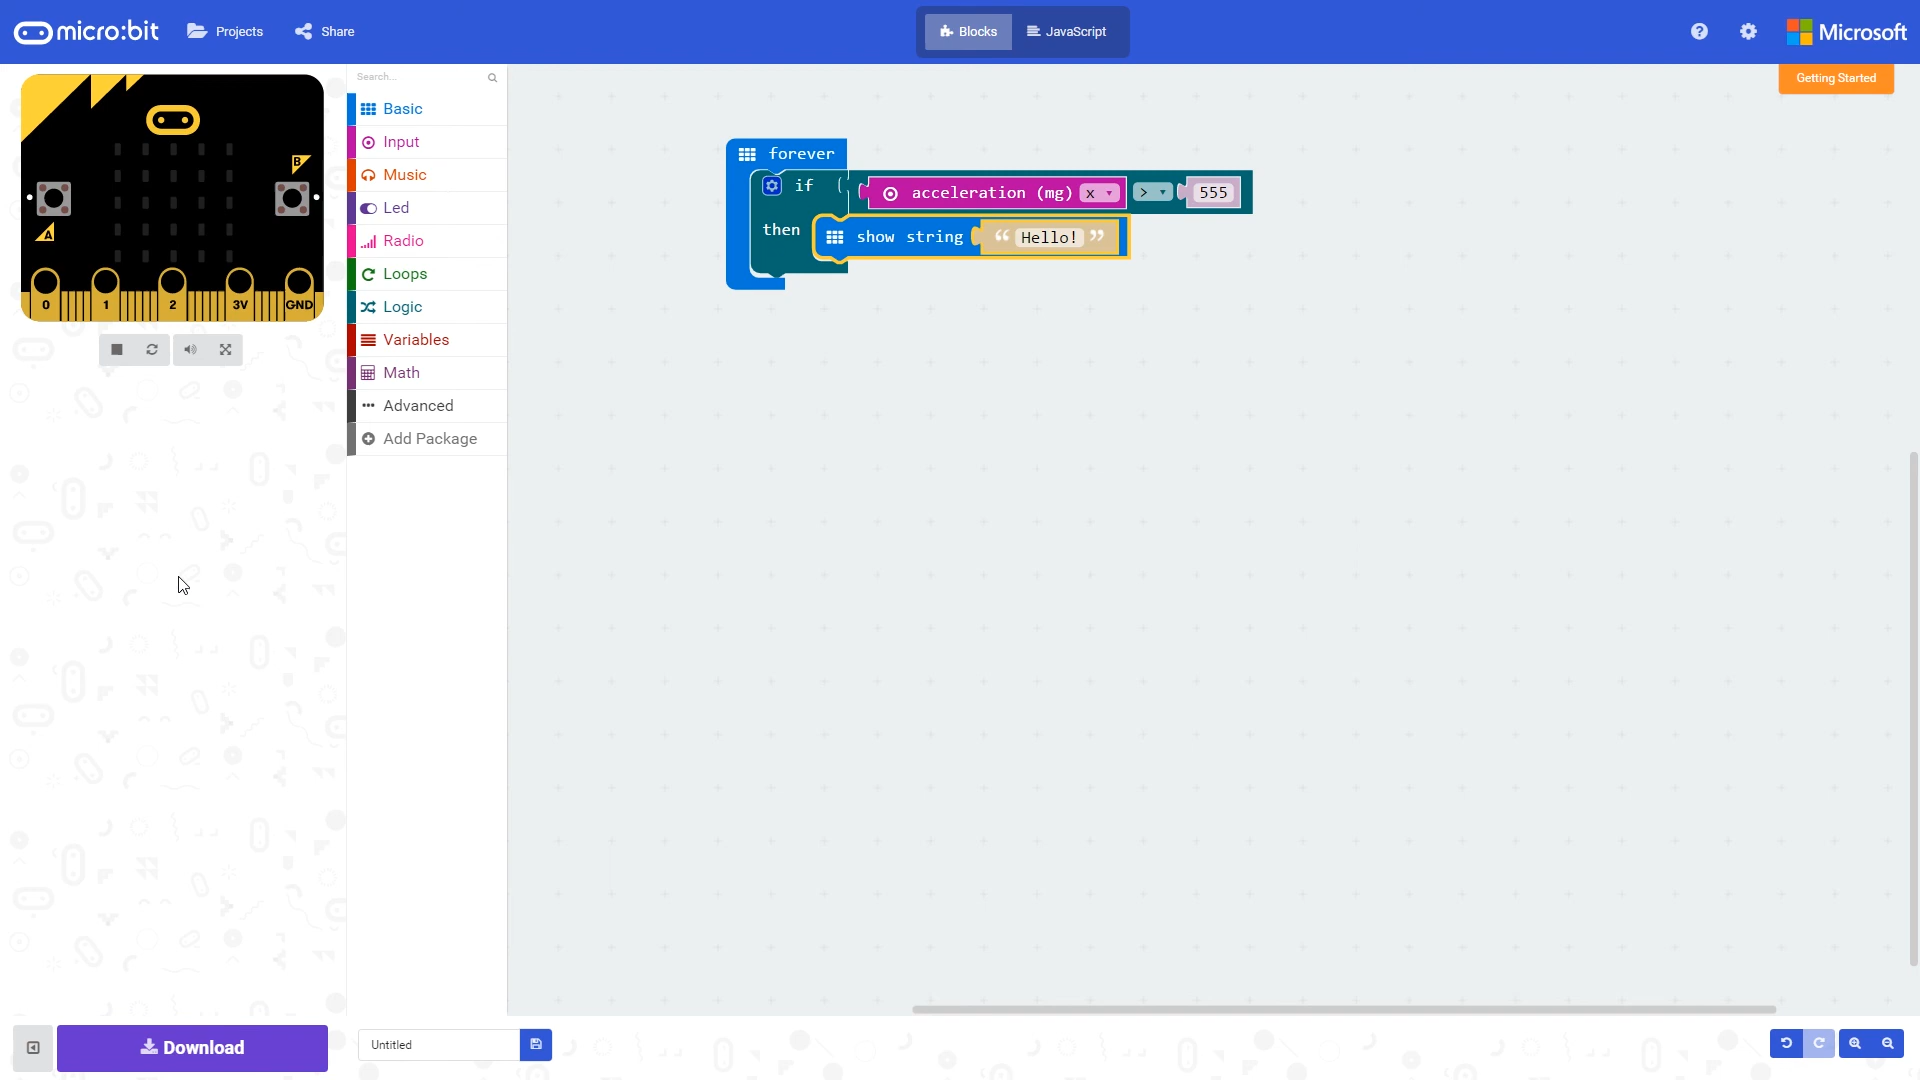 micro:bit
Projects
Share
Blocks
JavaScript
Microsoft
Getting Started
B
A
0 1 2 3V GND
Search...
Basic
Input
Music
Led
Radio
Loops
Logic
Variables
Math
Advanced
Add Package
forever
if acceleration (mg) x > 555
then show string “ Hello! ”
Download
Untitled